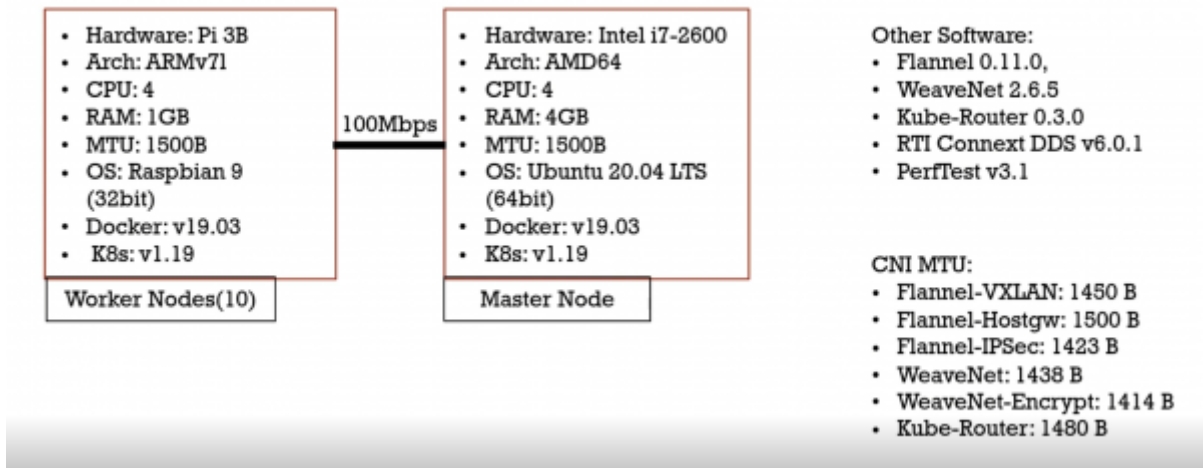 • Hardware: Pi 3B
• Arch: ARMv7l
• CPU: 4
• RAM: 1GB
• MTU: 1500B
• OS: Raspbian 9
(32bit)
• Docker: v19.03
• K8s: v1.19
Worker Nodes(10)
100Mbps
• Hardware: Intel i7-2600
• Arch: AMD64
• CPU: 4
• RAM: 4GB
• MTU: 1500B
• OS: Ubuntu 20.04 LTS
(64bit)
• Docker: v19.03
• K8s: v1.19
Master Node
Other Software:
• Flannel 0.11.0,
• WeaveNet 2.6.5
• Kube-Router 0.3.0
• RTI Connext DDS v6.0.1
• PerfTest v3.1
CNI MTU:
• Flannel-VXLAN: 1450 B
• Flannel-Hostgw: 1500 B
• Flannel-IPSec: 1423 B
• WeaveNet: 1438 B
• WeaveNet-Encrypt: 1414 B
• Kube-Router: 1480 B